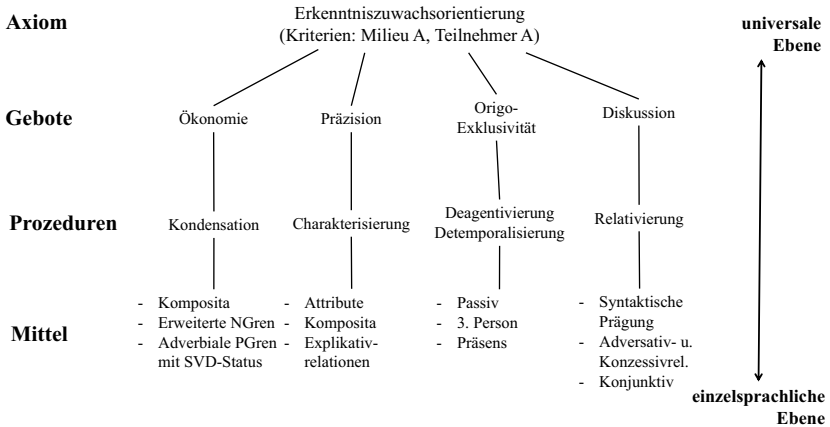 Axiom
Erkenntniszuwachsorientierung
(Kriterien: Milieu A, Teilnehmer A)
universale
Ebene
Gebote
Ökonomie
Präzision
Origo-
Exklusivität
Diskussion
Prozeduren
Kondensation
Charakterisierung
Deagentivierung
Detemporalisierung
Relativierung
Mittel
- Komposita
- Erweiterte NGren
- Adverbiale PGren
mit SVD-Status
- Attribute
- Komposita
- Explikativ-
relationen
- Passiv
- 3. Person
- Präsens
- Syntaktische
Prägung
- Adversativ- u.
Konzessivrel.
- Konjunktiv
einzelsprachliche
Ebene